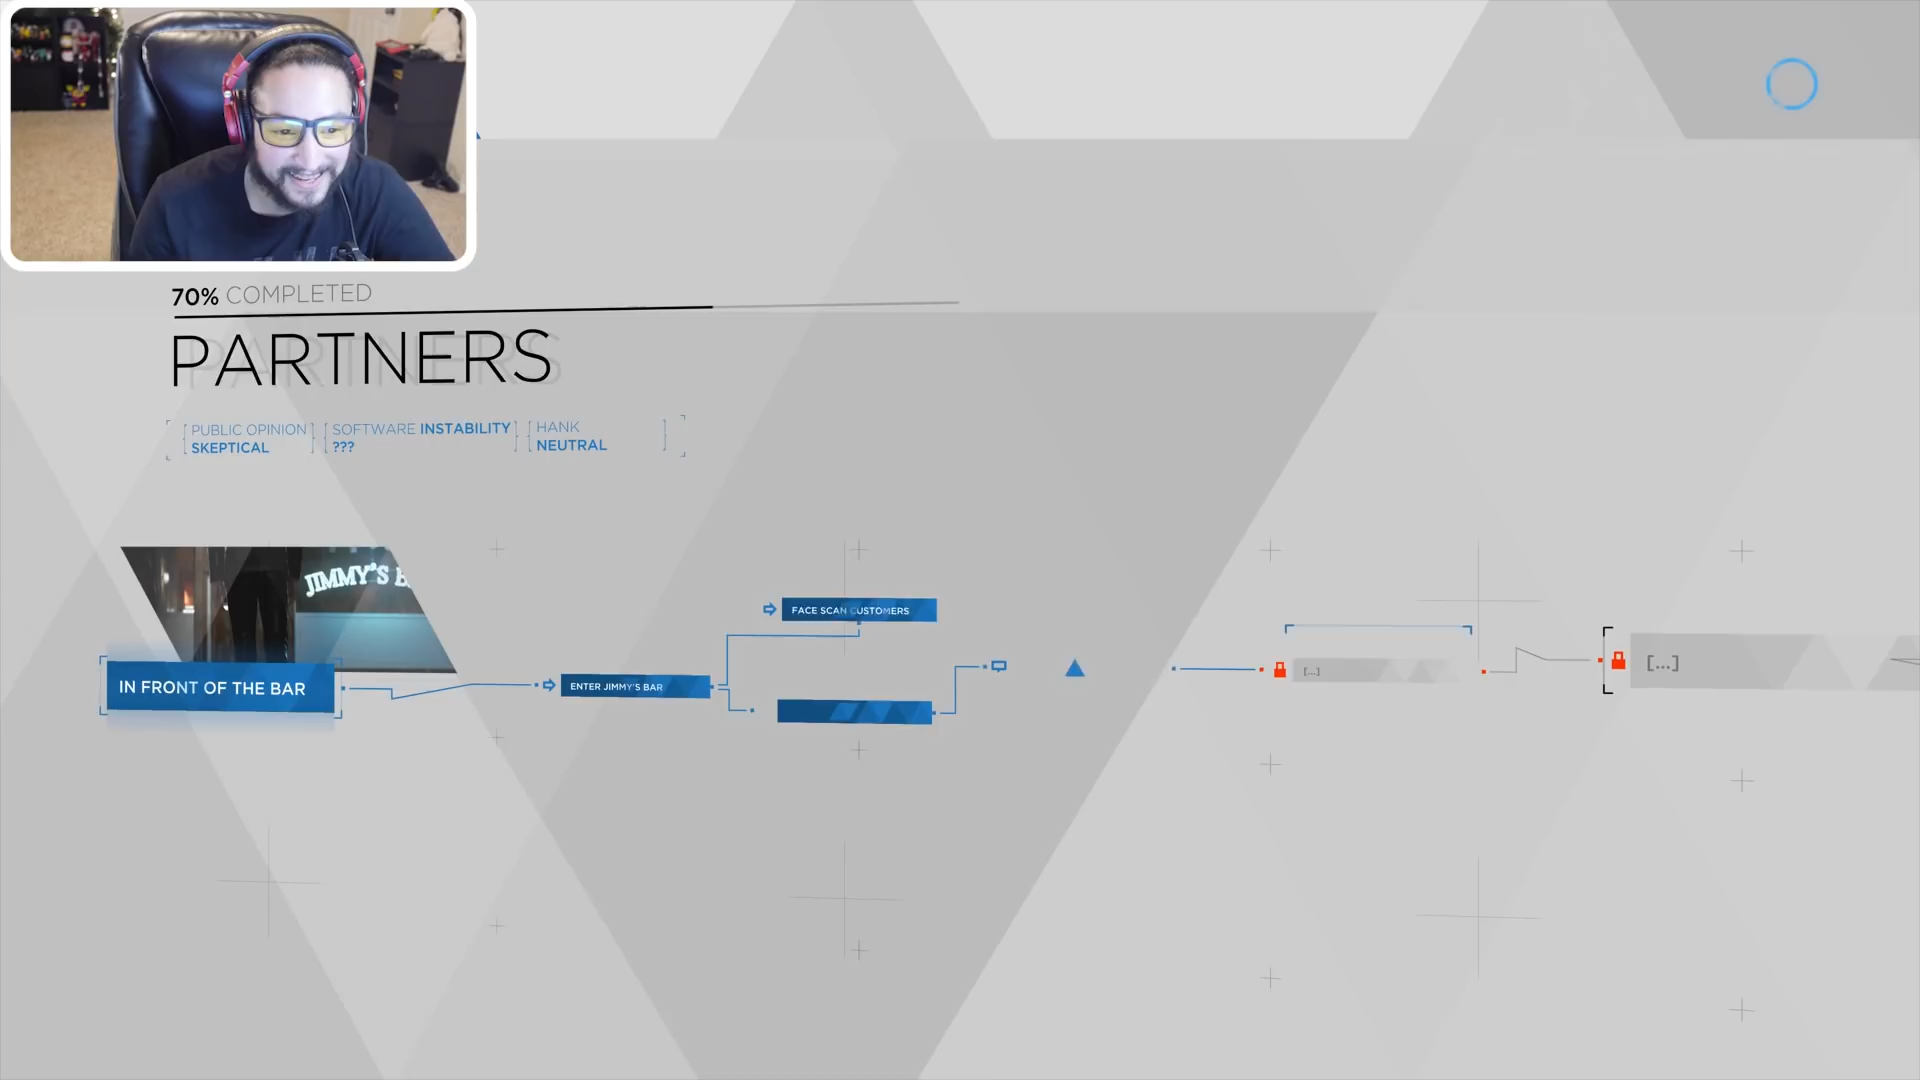 70% COMPLETED
PARTNERS
PUBLIC OPINION
SKEPTICAL
SOFTWARE INSTABILITY
???
HANK
NEUTRAL
JIMMY'S B
FACE SCAN CUSTOMERS
IN FRONT OF THE BAR
ENTER JIMMY'S BAR
[...]
[...]